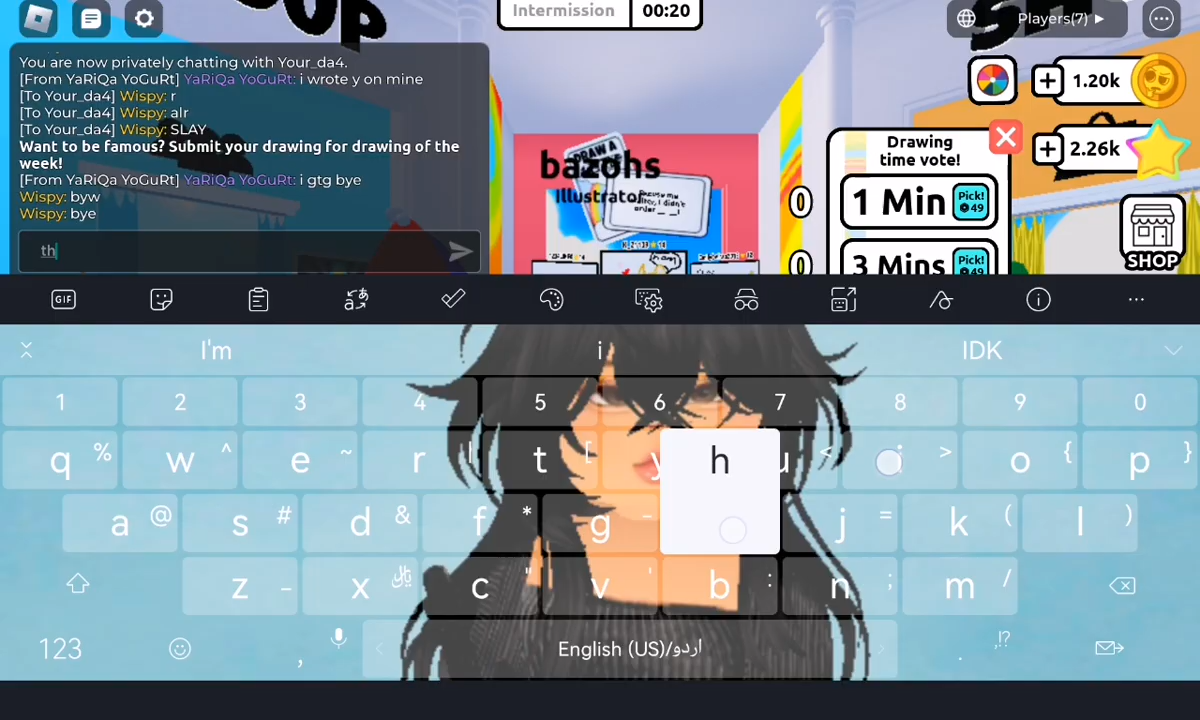 Intermission
00:20
Players(7)
You are now privately chatting with Your_da4.
[From YaRiQa YoGuRt] YaRiQa YoGuRt: i wrote y on mine
[To Your_da4] Wispy: r
[To Your_da4] Wispy: alr
[To Your_da4] Wispy: SLAY
Want to be famous? Submit your drawing for drawing of the
week!
[From YaRiQa YoGuRt] YaRiQa YoGuRt: i gtg bye
Wispy: byw
Wispy: bye
th
DRAW A
bazohs
Illustrator
0
0
Drawing
time vote!
1 Min
Pick!
49
3 Mins
Pick!
49
+ 1.20k
+ 2.26k
SHOP
GIF
I'm i IDK
1 2 3 4 5 6 7 8 9 0
q % w ^ e ~ r | t [ y u < i > o { p }
a @ s # d & f * g - h j = k ( l )
z _ x ﷼ c " v ' b : n ; m /
123 , English (US)/اردو . ,!?